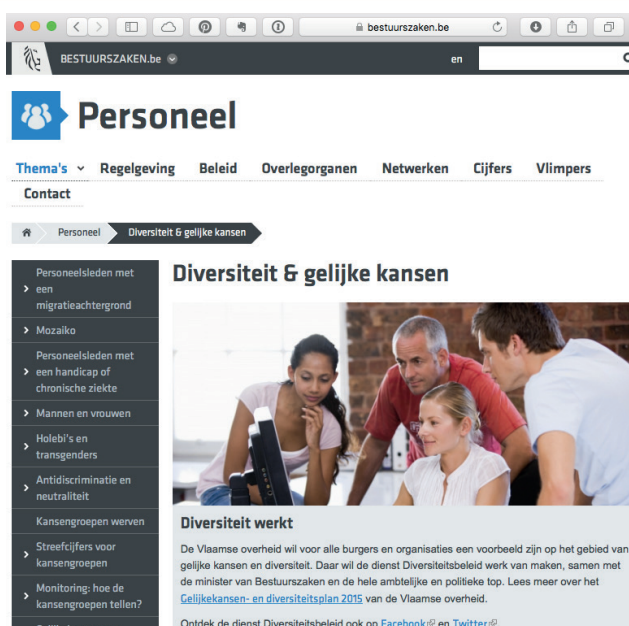 bestuurszaken.be
BESTUURSZAKEN.be
en
Personeel
Thema's Regelgeving Beleid Overlegorganen Netwerken Cijfers Vlimpers
Contact
Personeel Diversiteit & gelijke kansen
Personeelsleden met
een
migratieachtergrond
Mozaiko
Personeelsleden met
een handicap of
chronische ziekte
Mannen en vrouwen
Holebi's en
transgenders
Antidiscriminatie en
neutraliteit
Kansengroepen werven
Streefcijfers voor
kansengroepen
Monitoring: hoe de
kansengroepen tellen?
Diversiteit & gelijke kansen
Diversiteit werkt
De Vlaamse overheid wil voor alle burgers en organisaties een voorbeeld zijn op het gebied van
gelijke kansen en diversiteit. Daar wil de dienst Diversiteitsbeleid werk van maken, samen met
de minister van Bestuurszaken en de hele ambtelijke en politieke top. Lees meer over het
Gelijkekansen- en diversiteitsplan 2015 van de Vlaamse overheid.
Ontdek de dienst Diversiteitsbeleid ook op Facebook en Twitter